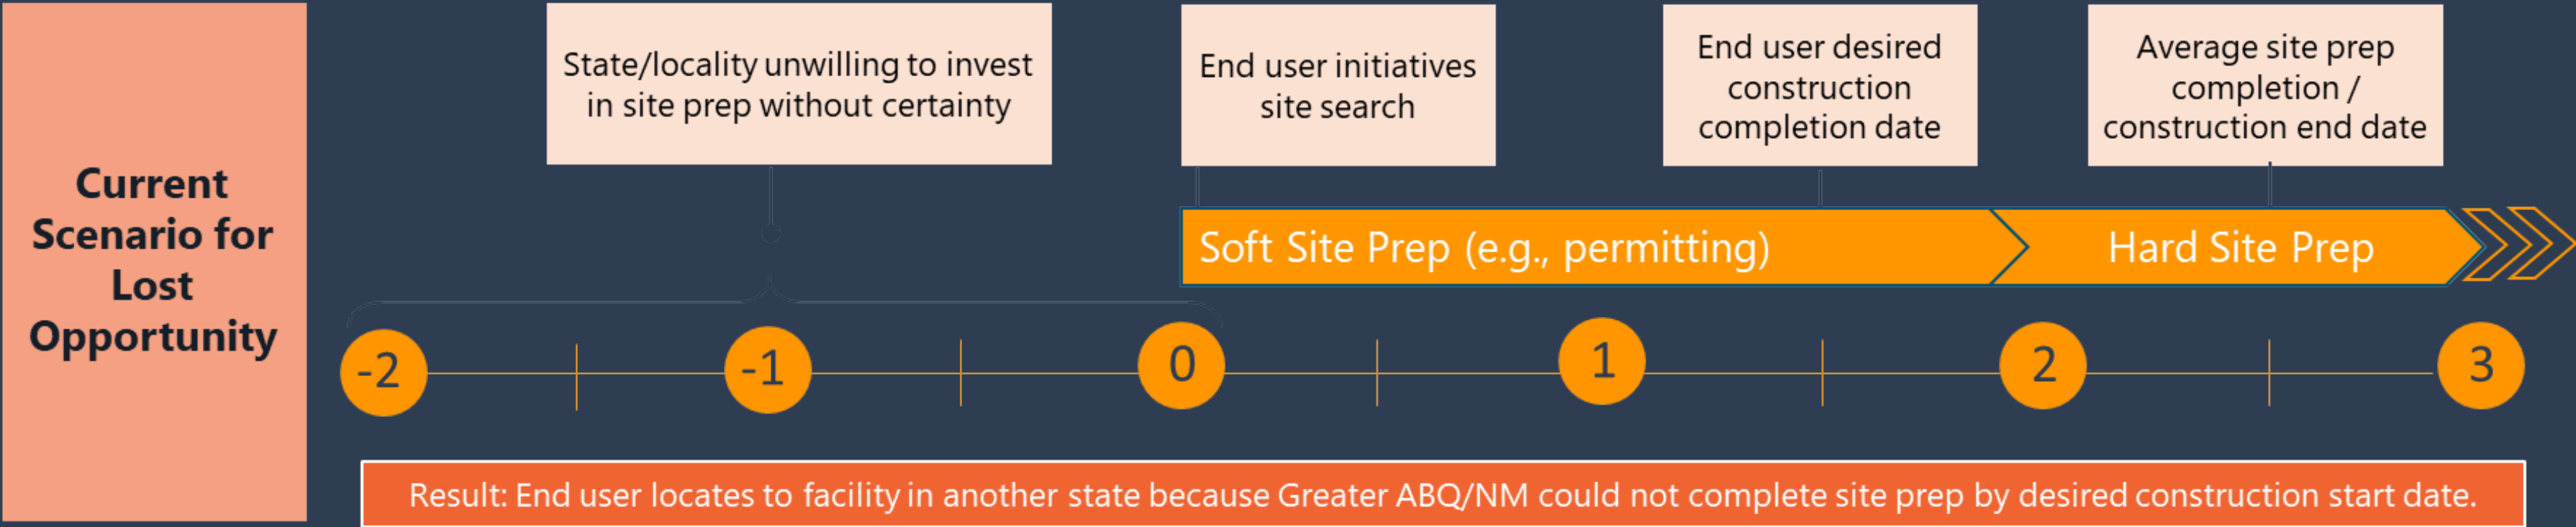 Current
Scenario for
Lost
Opportunity
State/locality unwilling to invest
in site prep without certainty
End user initiatives
site search
End user desired
construction
completion date
Average site prep
completion /
construction end date
Soft Site Prep (e.g., permitting)
Hard Site Prep
-2
-1
0
1
2
3
Result: End user locates to facility in another state because Greater ABQ/NM could not complete site prep by desired construction start date.